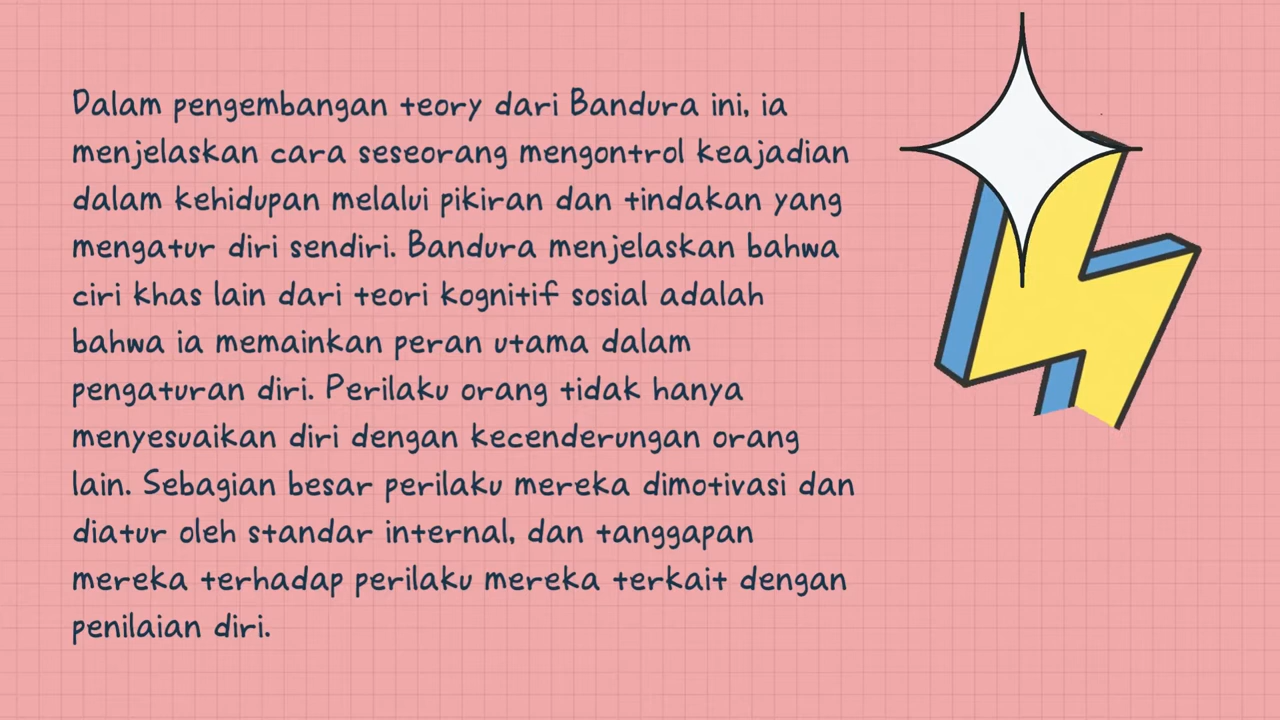 Dalam pengembangan teory dari Bandura ini, ia
menjelaskan cara seseorang mengontrol keajadian
dalam kehidupan melalui pikiran dan tindakan yang
mengatur diri sendiri. Bandura menjelaskan bahwa
ciri khas lain dari teori kognitif sosial adalah
bahwa ia memainkan peran utama dalam
pengaturan diri. Perilaku orang tidak hanya
menyesuaikan diri dengan kecenderungan orang
lain. Sebagian besar perilaku mereka dimotivasi dan
diatur oleh standar internal, dan tanggapan
mereka terhadap perilaku mereka terkait dengan
penilaian diri.